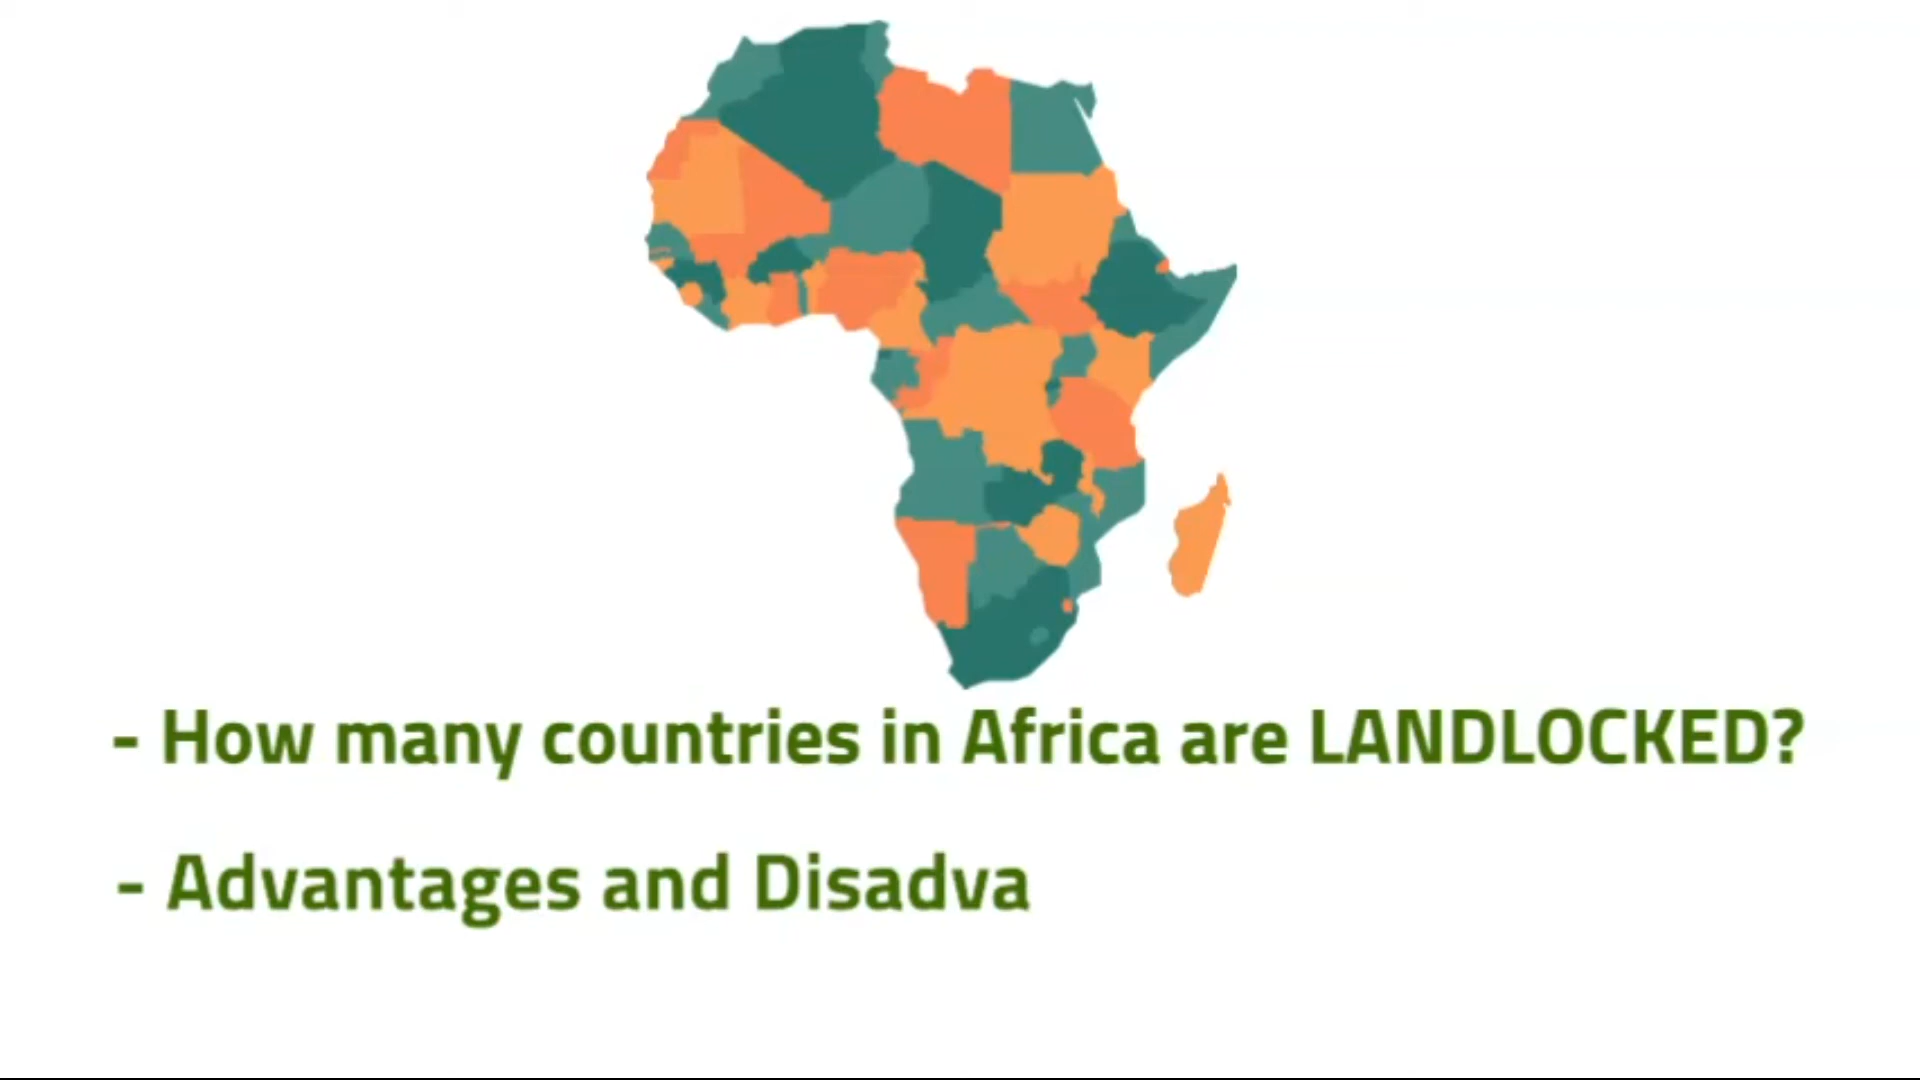 - How many countries in Africa are LANDLOCKED?
- Advantages and Disadva